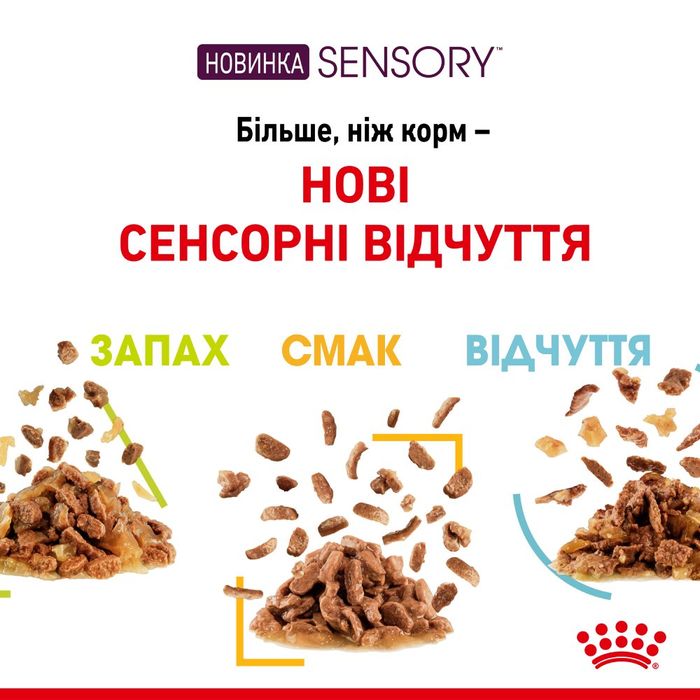 НОВИНКА SENSORY™
Більше, ніж корм –
НОВІ
СЕНСОРНІ ВІДЧУТТЯ
ЗАПАХ СМАК ВІДЧУТТЯ